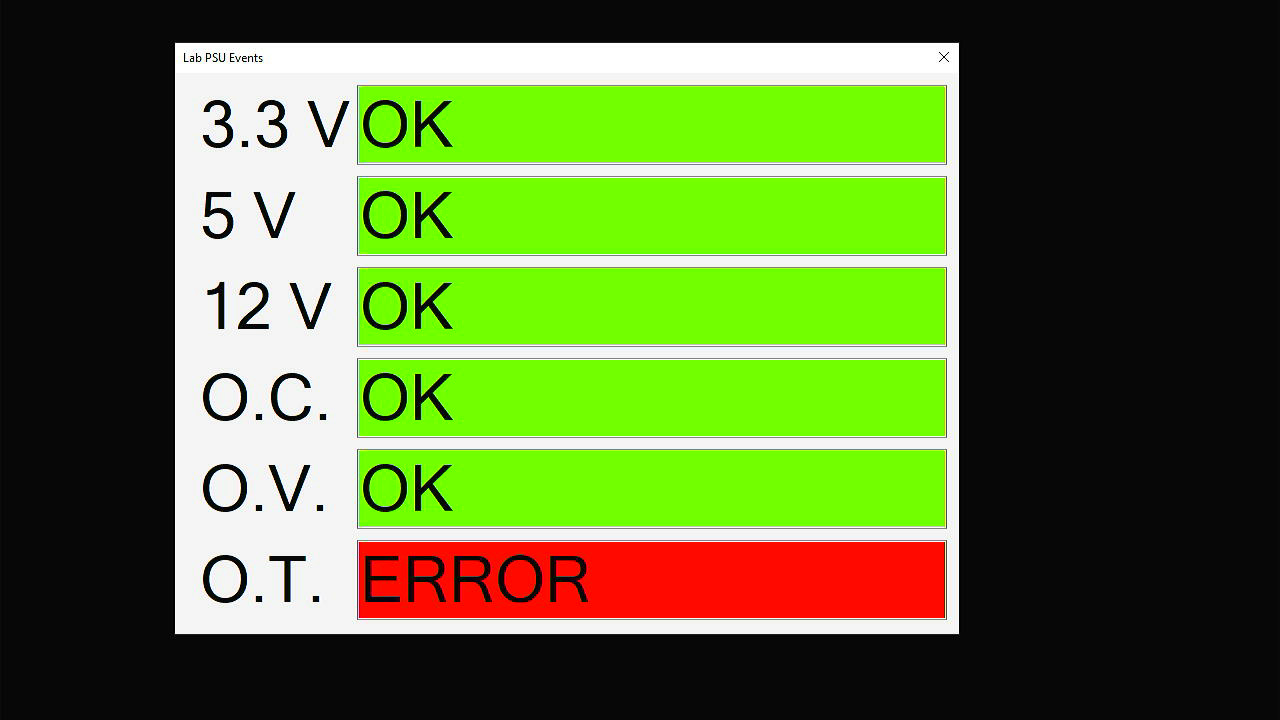 Lab PSU Events
3.3 V OK
5 V OK
12 V OK
O.C. OK
O.V. OK
O.T. ERROR